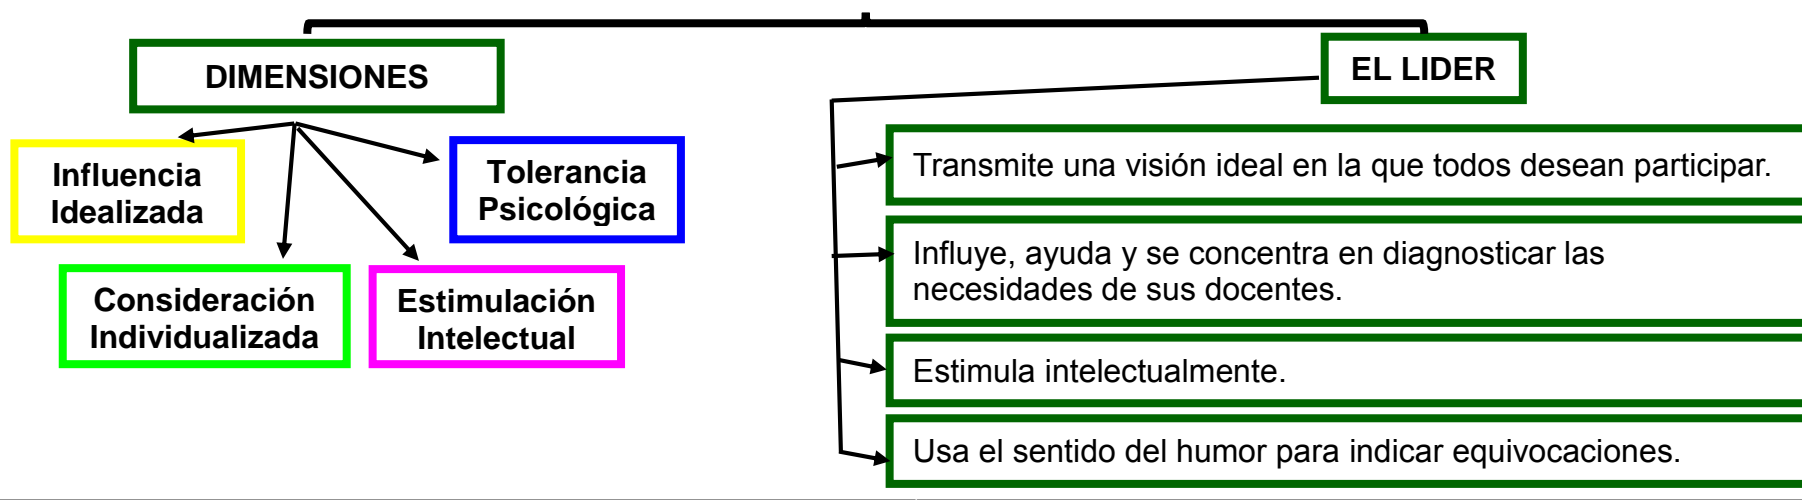 DIMENSIONES
EL LIDER
Influencia
Idealizada
Tolerancia
Psicológica
Consideración
Individualizada
Estimulación
Intelectual
Transmite una visión ideal en la que todos desean participar.
Influye, ayuda y se concentra en diagnosticar las
necesidades de sus docentes.
Estimula intelectualmente.
Usa el sentido del humor para indicar equivocaciones.